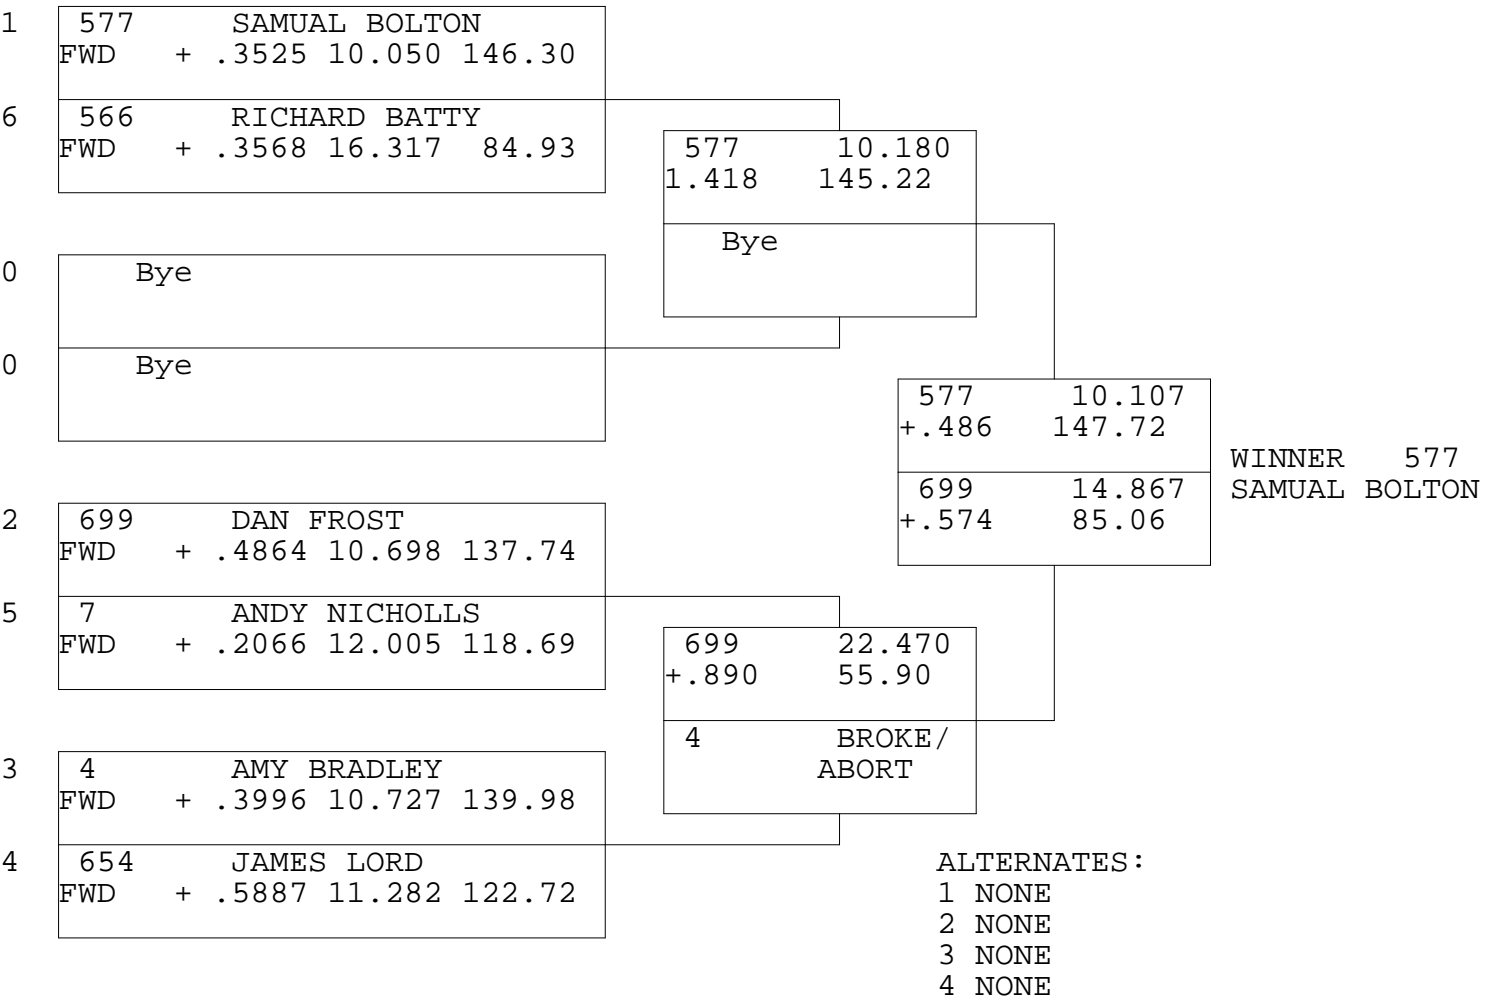 1 577 SAMUAL BOLTON
FWD + .3525 10.050 146.30
6 566 RICHARD BATTY
FWD + .3568 16.317 84.93
577 10.180
1.418 145.22
Bye
0 Bye
0 Bye
577 10.107
+.486 147.72
699 14.867
+.574 85.06
WINNER 577
SAMUAL BOLTON
2 699 DAN FROST
FWD + .4864 10.698 137.74
5 7 ANDY NICHOLLS
FWD + .2066 12.005 118.69
699 22.470
+.890 55.90
4 BROKE/
ABORT
3 4 AMY BRADLEY
FWD + .3996 10.727 139.98
4 654 JAMES LORD
FWD + .5887 11.282 122.72
ALTERNATES:
1 NONE
2 NONE
3 NONE
4 NONE